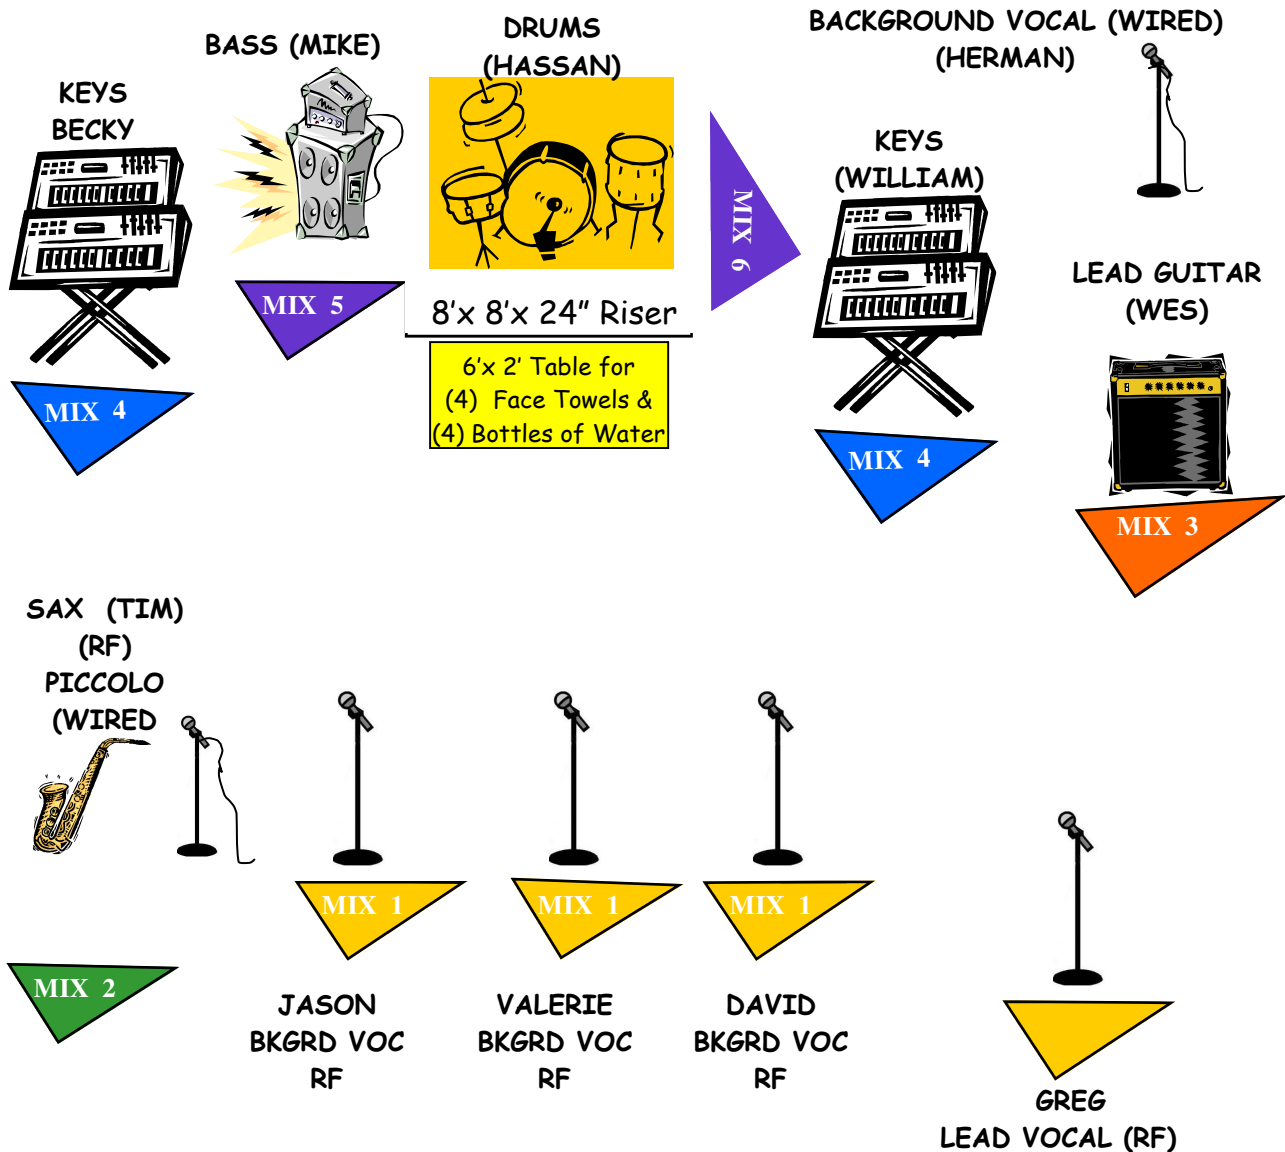 BASS (MIKE)
DRUMS
(HASSAN)
BACKGROUND VOCAL (WIRED)
(HERMAN)
KEYS
BECKY
KEYS
(WILLIAM)
MIX 6
LEAD GUITAR
(WES)
MIX 5
8'x 8'x 24" Riser
6'x 2' Table for
(4) Face Towels &
(4) Bottles of Water
MIX 4
MIX 4
MIX 3
SAX (TIM)
(RF)
PICCOLO
(WIRED
MIX 1
MIX 1
MIX 1
MIX 2
JASON
BKGRD VOC
RF
VALERIE
BKGRD VOC
RF
DAVID
BKGRD VOC
RF
GREG
LEAD VOCAL (RF)